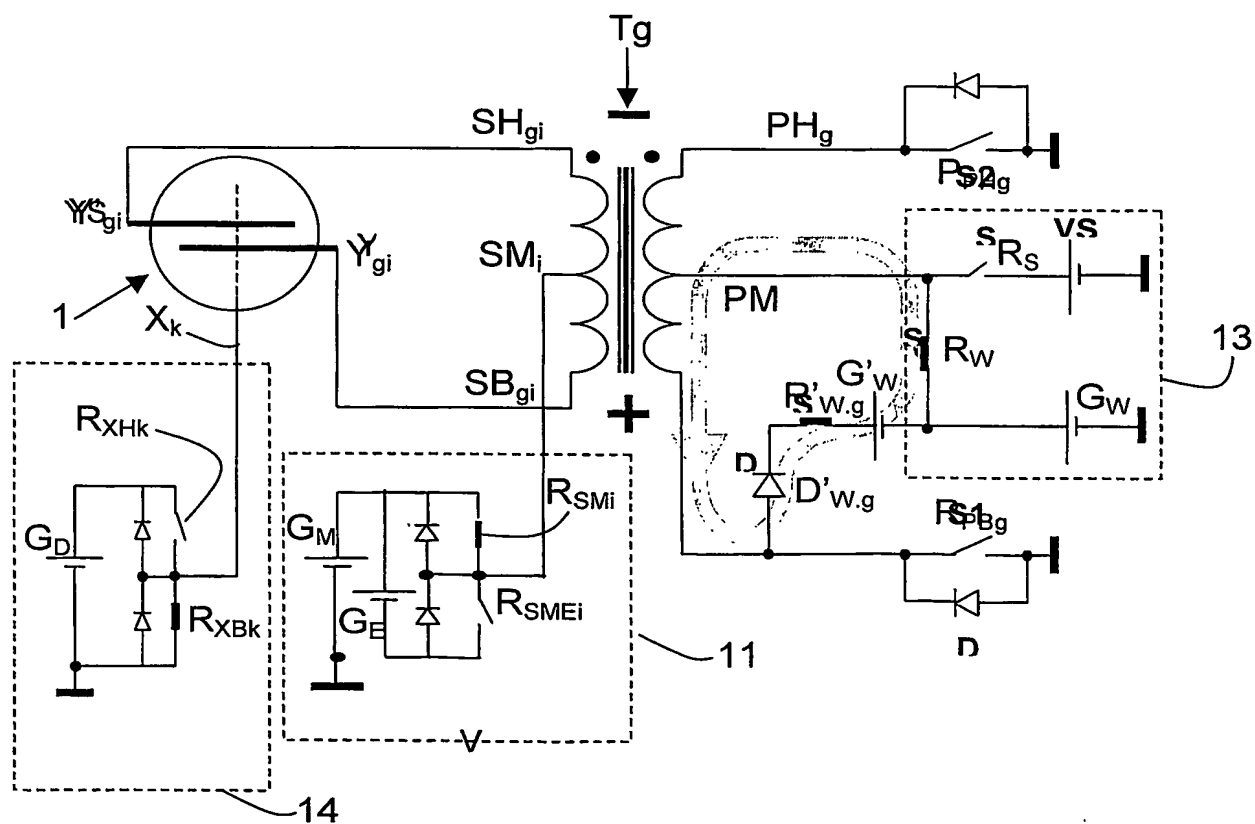 Tg
SHgi
PHg
YSgi
Ygi
SMi
PM
S
RS
VS
1
Xk
SBgi
G'W
RW
13
R'W.g
GW
D
D'W.g
RXHk
RSMi
GD
GM
GE
RSMEi
RXBk
11
D
V
14